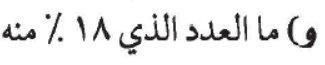 و) ما العدد الذي ١٨ ٪ منه